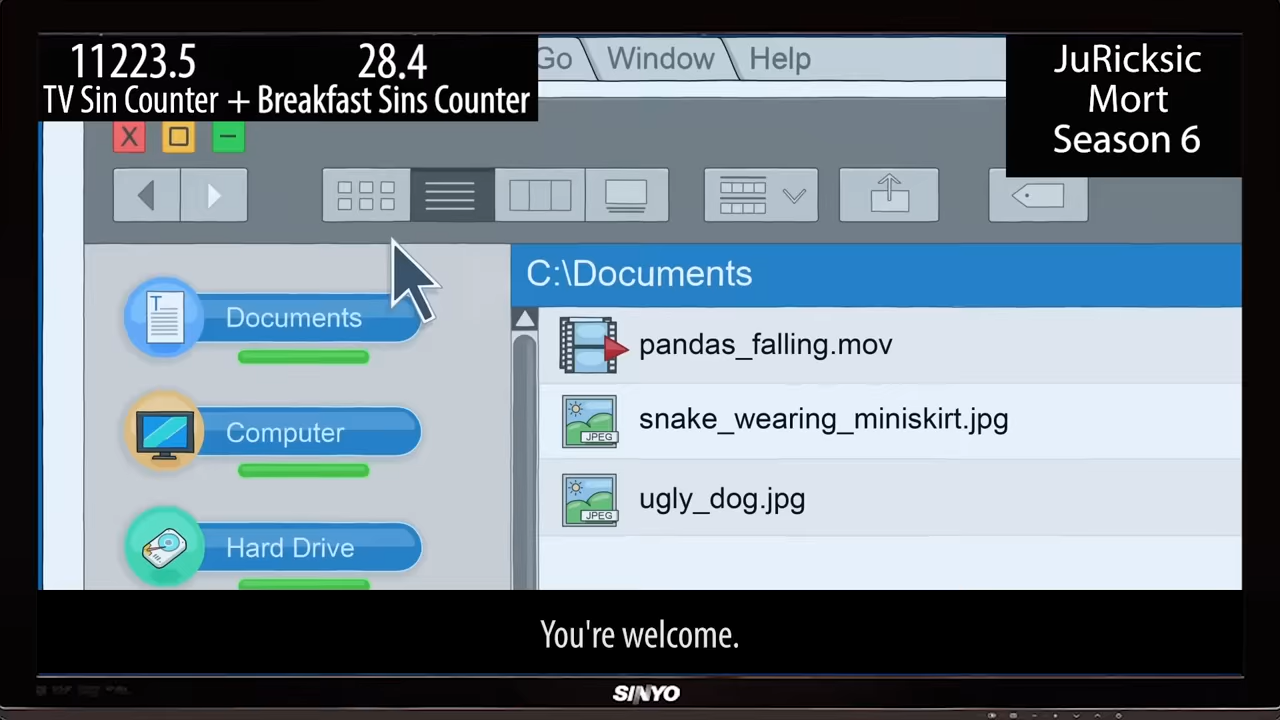 11223.5 28.4
TV Sin Counter + Breakfast Sins Counter
Go Window Help
JuRicksic
Mort
Season 6
X
C:\Documents
T
Documents
pandas_falling.mov
JPEG
snake_wearing_miniskirt.jpg
Computer
JPEG
ugly_dog.jpg
Hard Drive
You're welcome.
SINYO